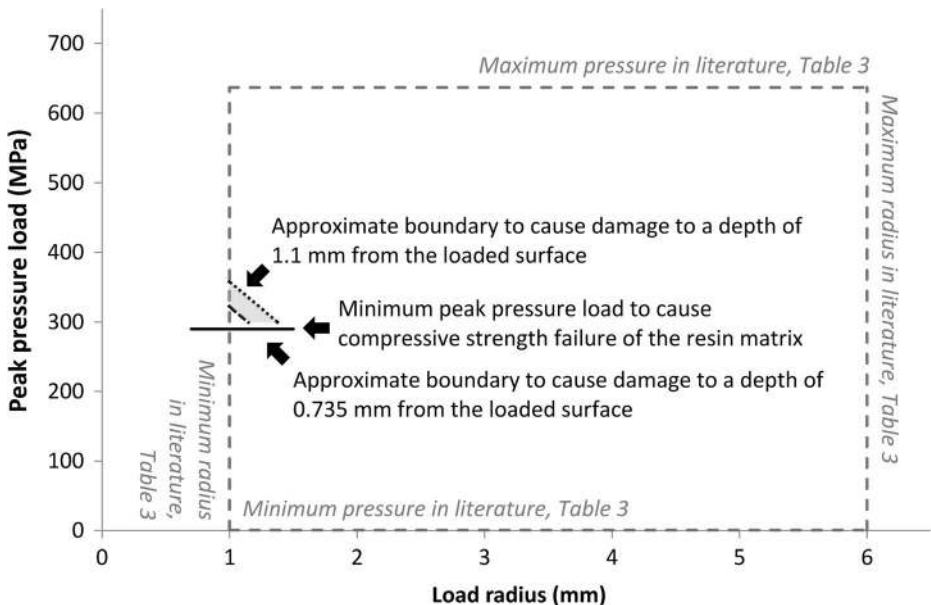 700
600
500
400
300
200
100
0
Peak pressure load (MPa)
Maximum pressure in literature, Table 3
Maximum radius in literature, Table 3
Approximate boundary to cause damage to a depth of
1.1 mm from the loaded surface
Minimum peak pressure load to cause
compressive strength failure of the resin matrix
Approximate boundary to cause damage to a depth of
0.735 mm from the loaded surface
Minimum radius
in literature,
Table 3
Minimum pressure in literature, Table 3
0 1 2 3 4 5 6
Load radius (mm)